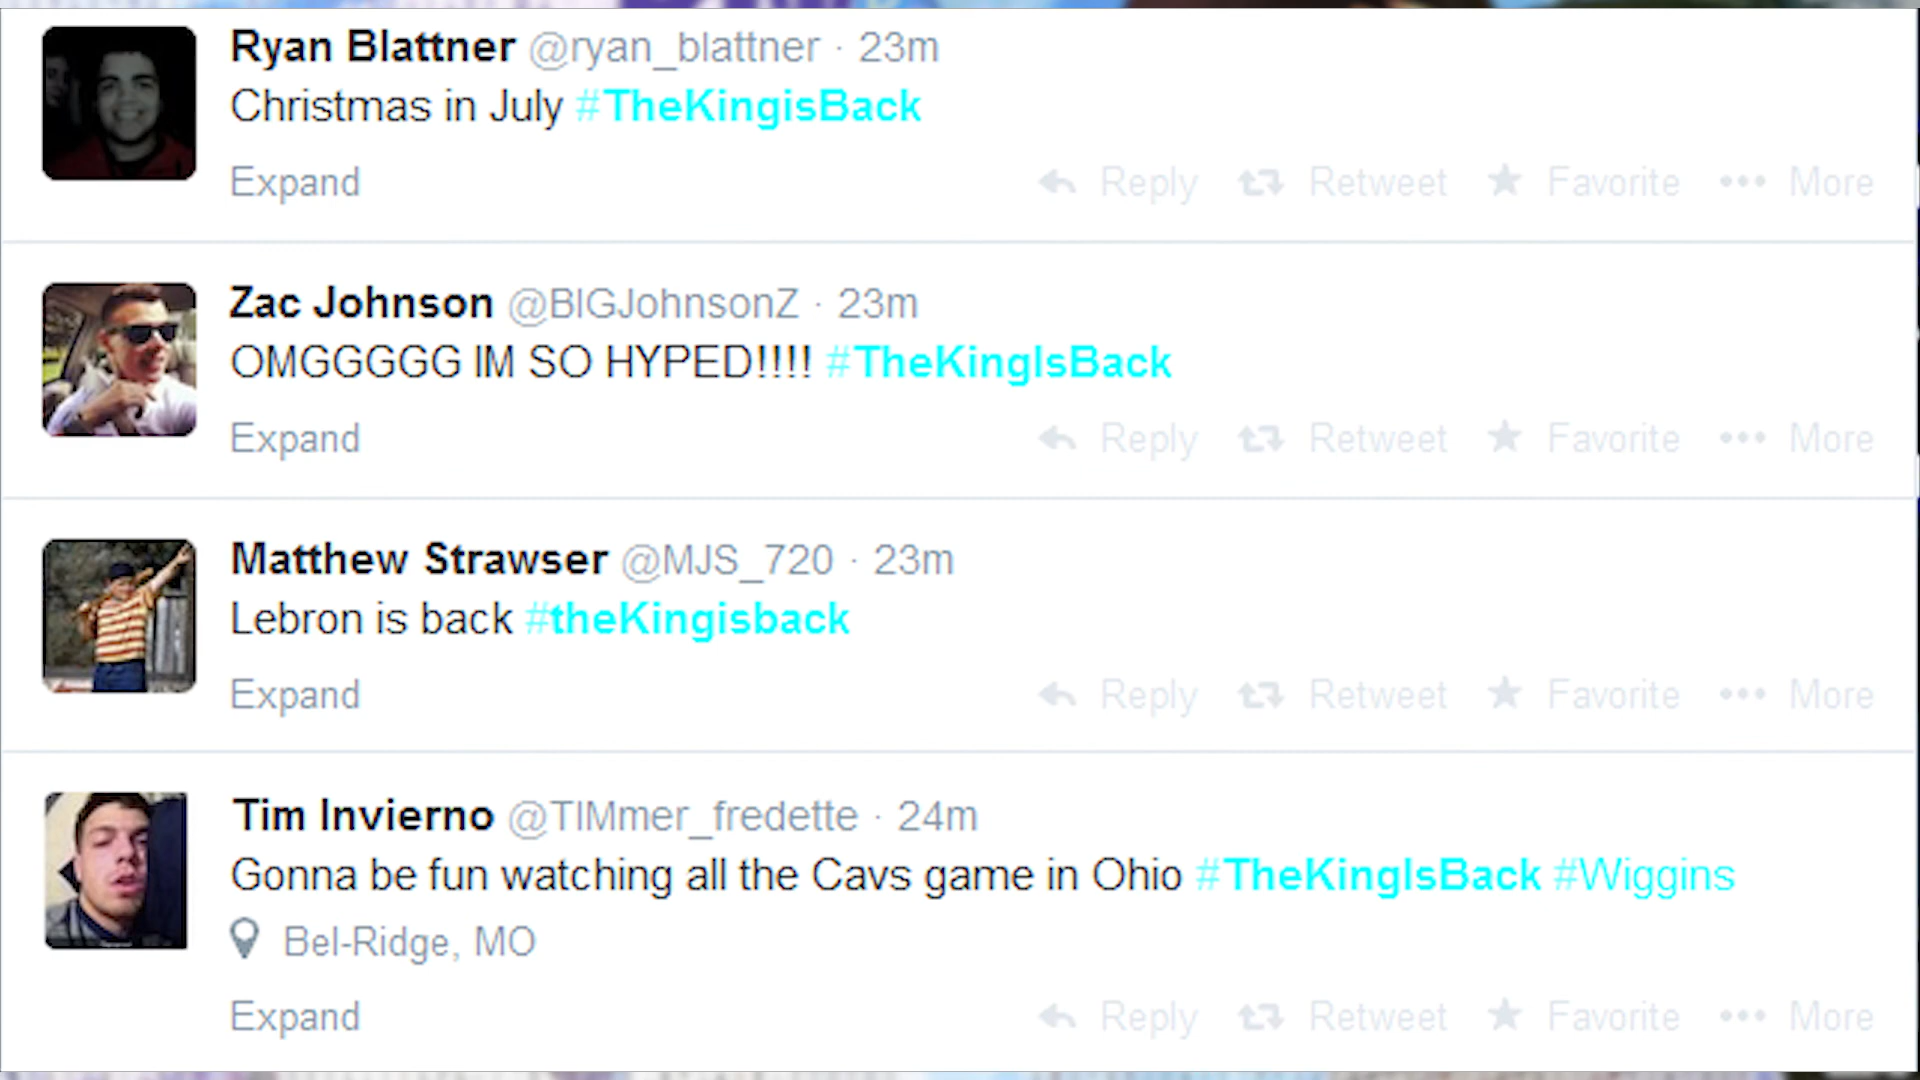 Ryan Blattner @ryan_blattner · 23m
Christmas in July #TheKingisBack
Expand Reply Retweet Favorite More
Zac Johnson @BIGJohnsonZ · 23m
OMGGGGG IM SO HYPED!!!! #TheKingIsBack
Expand Reply Retweet Favorite More
Matthew Strawser @MJS_720 · 23m
Lebron is back #theKingisback
Expand Reply Retweet Favorite More
Tim Invierno @TIMmer_fredette · 24m
Gonna be fun watching all the Cavs game in Ohio #TheKingIsBack #Wiggins
Bel-Ridge, MO
Expand Reply Retweet Favorite More